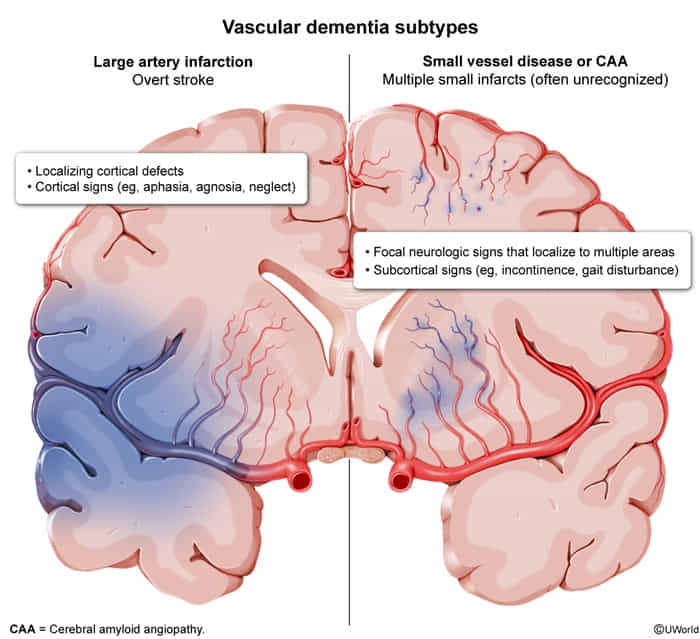 Vascular dementia subtypes
Large artery infarction
Overt stroke
Small vessel disease or CAA
Multiple small infarcts (often unrecognized)
• Localizing cortical defects
• Cortical signs (eg, aphasia, agnosia, neglect)
• Focal neurologic signs that localize to multiple areas
• Subcortical signs (eg, incontinence, gait disturbance)
CAA = Cerebral amyloid angiopathy.
©UWorld